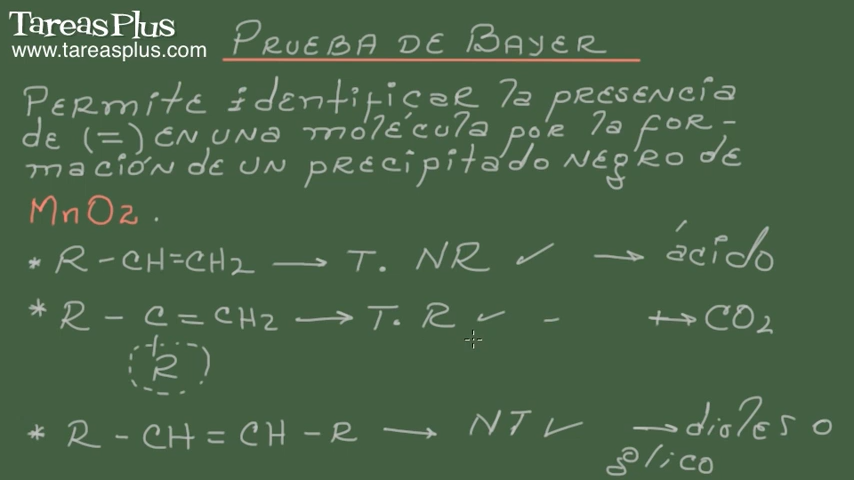 TareasPlus
www.tareasplus.com
PRUEBA DE BAYER
PERMITE identificar la presencia
de (=) EN UNA molécula por la for-
mación de UN precipitado NEGRO de
MnO2.
* R - CH=CH2 → T. NR ✓ → ácido
* R - C = CH2 → T. R ✓ - → CO2
R
* R - CH = CH - R → NT ✓ → dioles o
glico